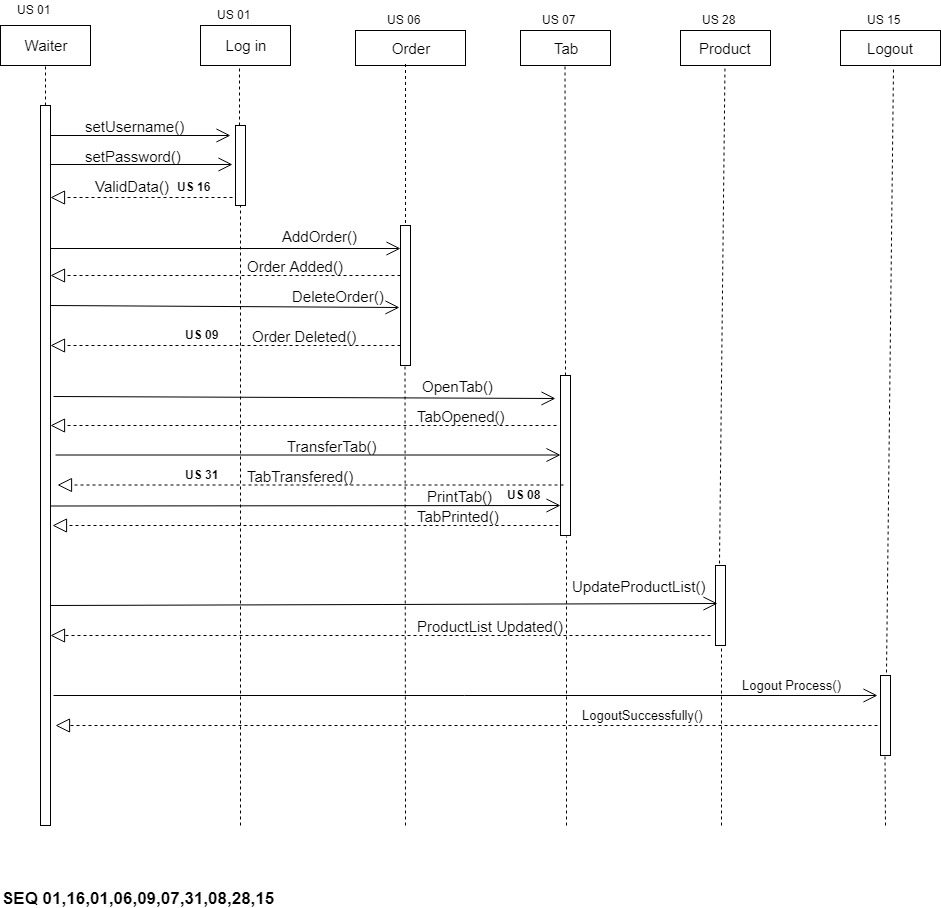 US 01
US 01
US 06
US 07
US 28
US 15
Waiter
Log in
Order
Tab
Product
Logout
setUsername()
setPassword()
ValidData() US 16
AddOrder()
Order Added()
DeleteOrder()
US 09 Order Deleted()
OpenTab()
TabOpened()
TransferTab()
US 31 TabTransfered()
PrintTab() US 08
TabPrinted()
UpdateProductList()
ProductList Updated()
Logout Process()
LogoutSuccessfully()
SEQ 01,16,01,06,09,07,31,08,28,15